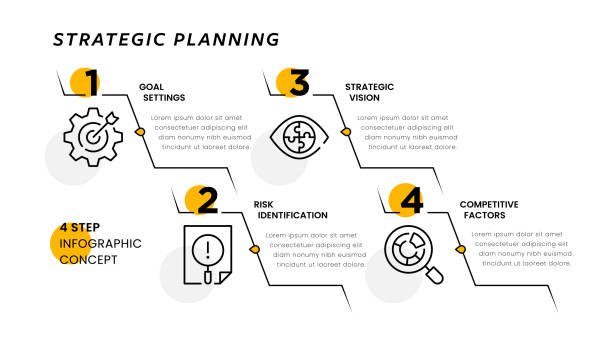 STRATEGIC PLANNING
1
GOAL
SETTINGS
Lorem ipsum dolor sit amet
consectetuer adipiscing elit
diam nonumy nibh euismod
tincidunt ut laoreet dolore.
2
RISK
IDENTIFICATION
Lorem ipsum dolor sit amet
consectetuer adipiscing elit
diam nonumy nibh euismod
tincidunt ut laoreet dolore.
3
STRATEGIC
VISION
Lorem ipsum dolor sit amet
consectetuer adipiscing elit
diam nonumy nibh euismod
tincidunt ut laoreet dolore.
4
COMPETITIVE
FACTORS
Lorem ipsum dolor sit amet
consectetuer adipiscing elit
diam nonumy nibh euismod
tincidunt ut laoreet dolore.
4 STEP
INFOGRAPHIC
CONCEPT